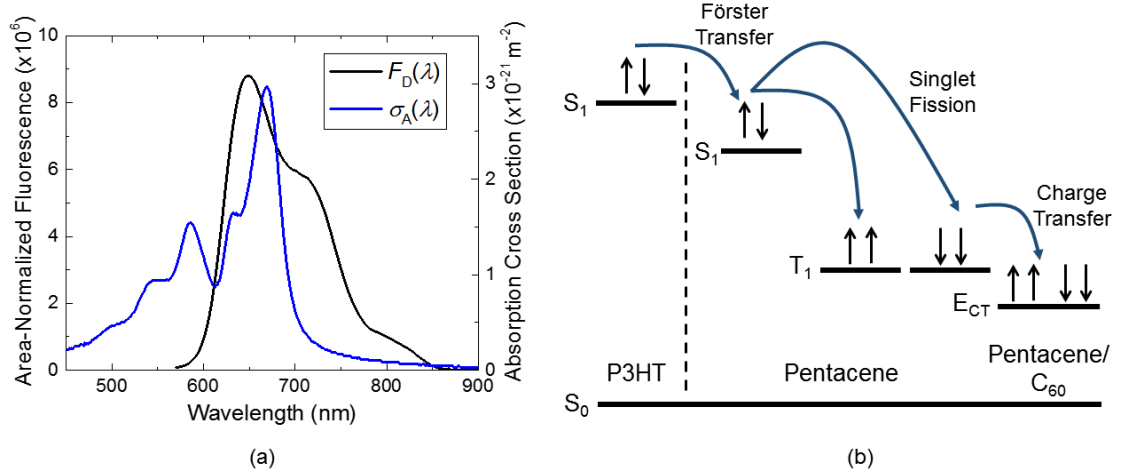 Area-Normalized Fluorescence (x10⁶)
10
8
6
4
2
0
F_D(λ)
σ_A(λ)
3
2
1
0
Absorption Cross Section (x10⁻²¹ m⁻²)
500 600 700 800 900
Wavelength (nm)
(a)
Förster
Transfer
Singlet
Fission
Charge
Transfer
S₁
S₁
T₁
E_CT
P3HT
Pentacene
Pentacene/
C₆₀
S₀
(b)